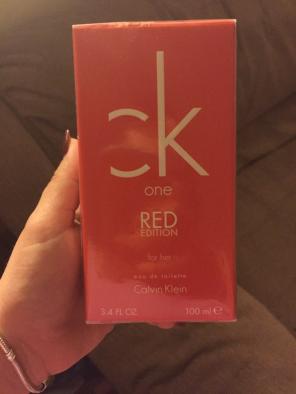 ck
one
RED
EDITION
for her
eau de toilette
Calvin Klein
3.4 FL OZ. 100 ml ℮